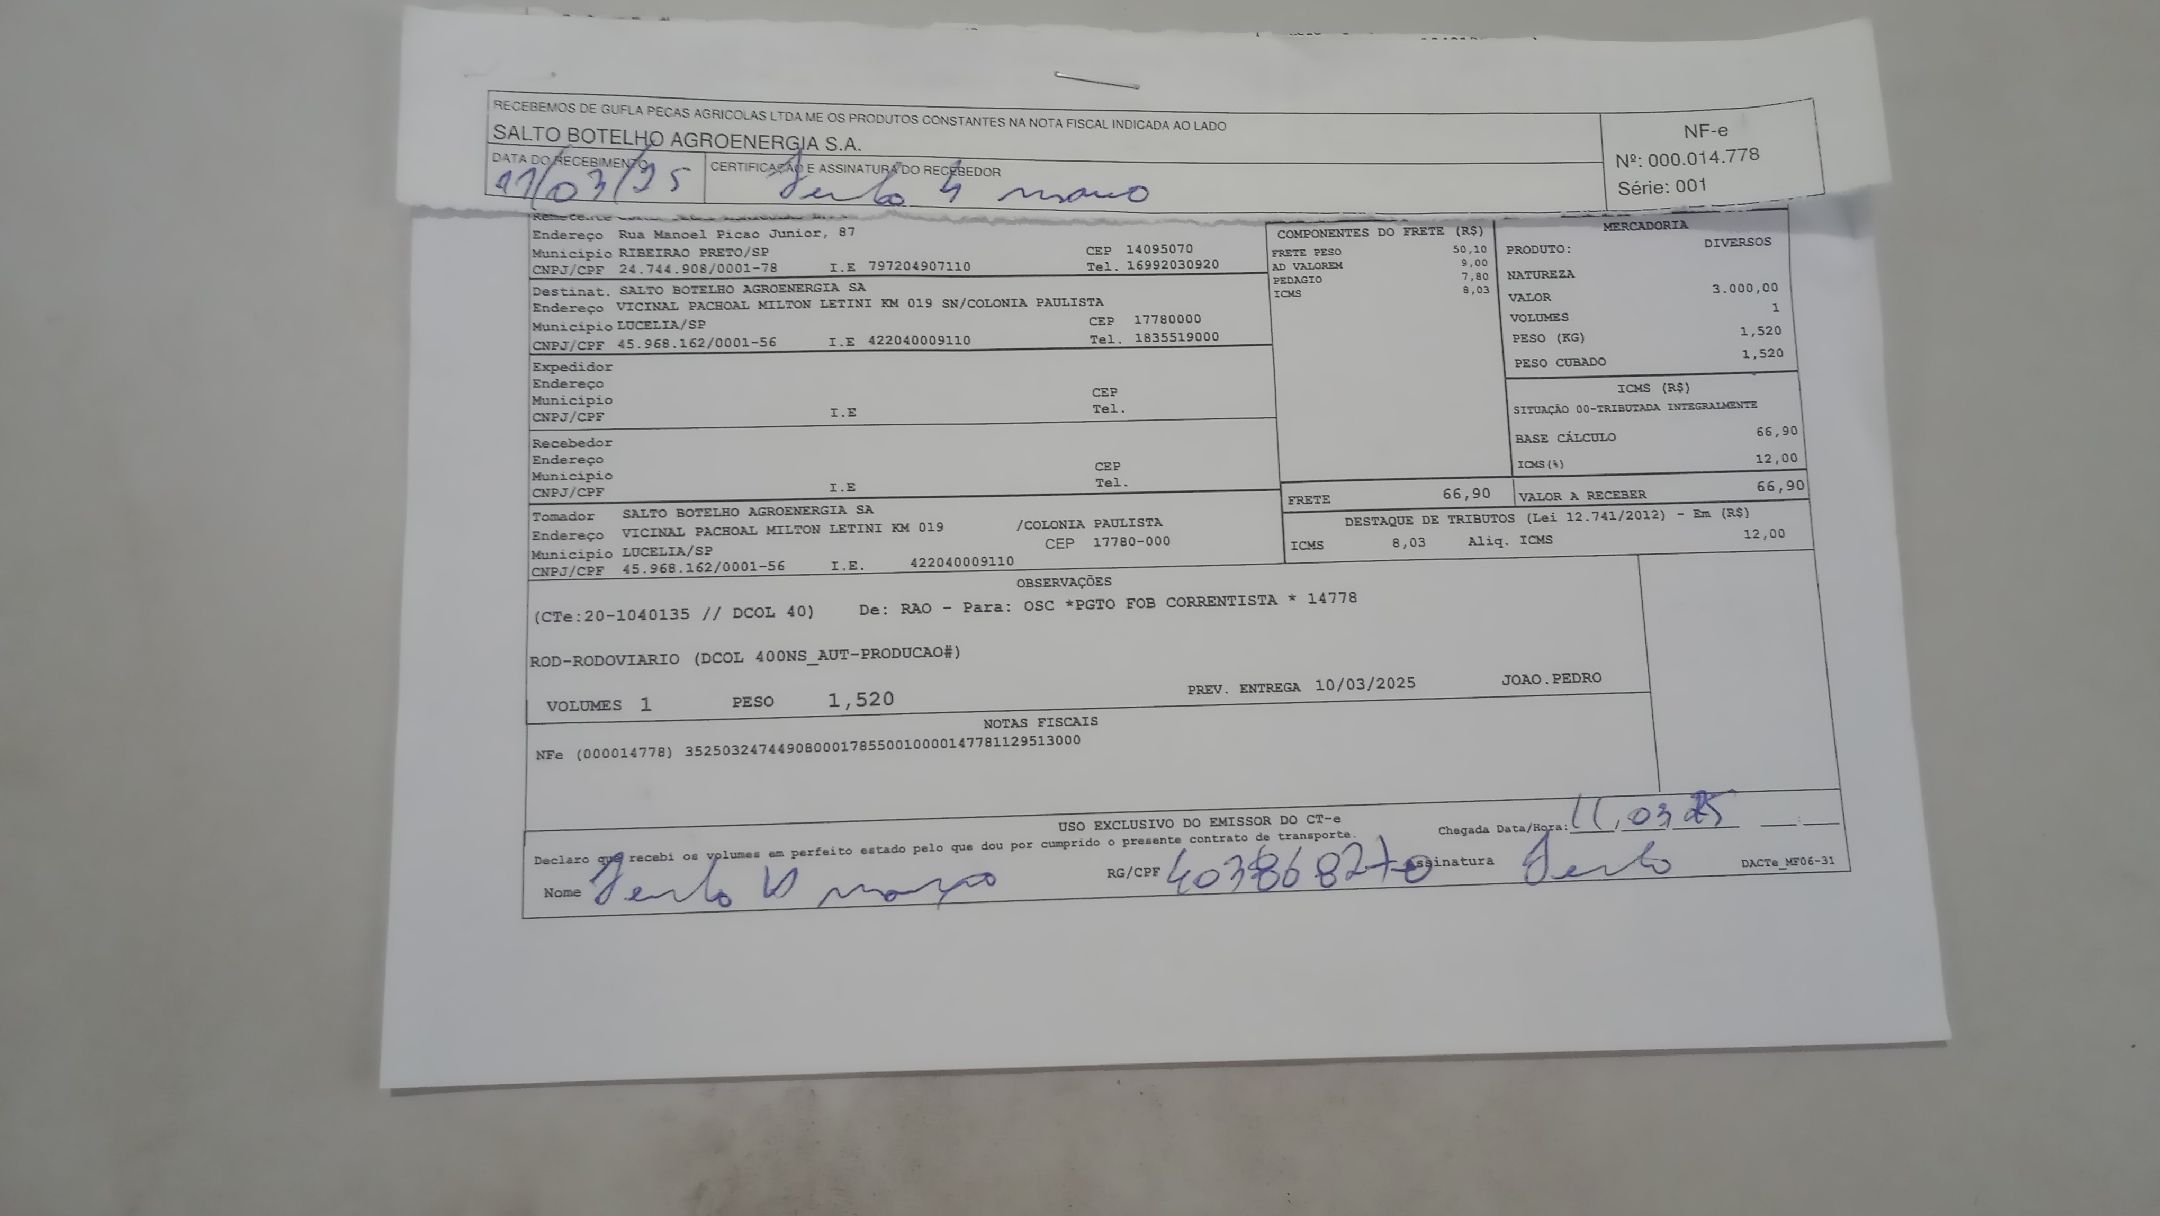 RECEBEMOS DE GUFLA PECAS AGRICOLAS LTDA ME OS PRODUTOS CONSTANTES NA NOTA FISCAL INDICADA AO LADO
SALTO BOTELHO AGROENERGIA S.A.
DATA DO RECEBIMENTO
11/03/25
CERTIFICAÇÃO E ASSINATURA DO RECEBEDOR
NF-e
Nº: 000.014.778
Série: 001
Remetente
Endereço Rua Manoel Picao Junior, 87
Municipio RIBEIRAO PRETO/SP CEP 14095070
CNPJ/CPF 24.744.908/0001-78 I.E 797204907110 Tel. 16992030920
Destinat. SALTO BOTELHO AGROENERGIA SA
Endereço VICINAL PACHOAL MILTON LETINI KM 019 SN/COLONIA PAULISTA
Municipio LUCELIA/SP CEP 17780000
CNPJ/CPF 45.968.162/0001-56 I.E 422040009110 Tel. 1835519000
Expedidor
Endereço
Municipio CEP
CNPJ/CPF I.E Tel.
Recebedor
Endereço
Municipio CEP
CNPJ/CPF I.E Tel.
Tomador SALTO BOTELHO AGROENERGIA SA
Endereço VICINAL PACHOAL MILTON LETINI KM 019 /COLONIA PAULISTA
Municipio LUCELIA/SP CEP 17780-000
CNPJ/CPF 45.968.162/0001-56 I.E. 422040009110
COMPONENTES DO FRETE (R$)
FRETE PESO 50,10
AD VALOREM 9,00
PEDAGIO 7,80
ICMS 8,03
MERCADORIA
PRODUTO: DIVERSOS
NATUREZA
VALOR 3.000,00
VOLUMES 1
PESO (KG) 1,520
PESO CUBADO 1,520
ICMS (R$)
SITUAÇÃO 00-TRIBUTADA INTEGRALMENTE
BASE CÁLCULO 66,90
ICMS(%) 12,00
FRETE 66,90 VALOR A RECEBER 66,90
DESTAQUE DE TRIBUTOS (Lei 12.741/2012) - Em (R$)
ICMS 8,03 Aliq. ICMS 12,00
OBSERVAÇÕES
(CTe:20-1040135 // DCOL 40) De: RAO - Para: OSC *PGTO FOB CORRENTISTA * 14778
ROD-RODOVIARIO (DCOL 400NS_AUT-PRODUCAO#)
VOLUMES 1 PESO 1,520 PREV. ENTREGA 10/03/2025 JOAO.PEDRO
NOTAS FISCAIS
NFe (000014778) 35250324744908000178550010000147781129513000
USO EXCLUSIVO DO EMISSOR DO CT-e
Declaro que recebi os volumes em perfeito estado pelo que dou por cumprido o presente contrato de transporte.
Chegada Data/Hora: 11,03 25
Nome
RG/CPF
Assinatura
DACTe_MF06-31